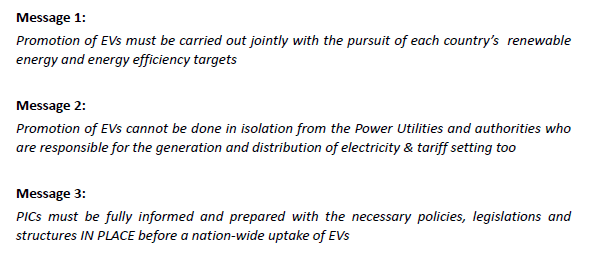 Message 1:
Promotion of EVs must be carried out jointly with the pursuit of each country's renewable
energy and energy efficiency targets
Message 2:
Promotion of EVs cannot be done in isolation from the Power Utilities and authorities who
are responsible for the generation and distribution of electricity & tariff setting too
Message 3:
PICs must be fully informed and prepared with the necessary policies, legislations and
structures IN PLACE before a nation-wide uptake of EVs